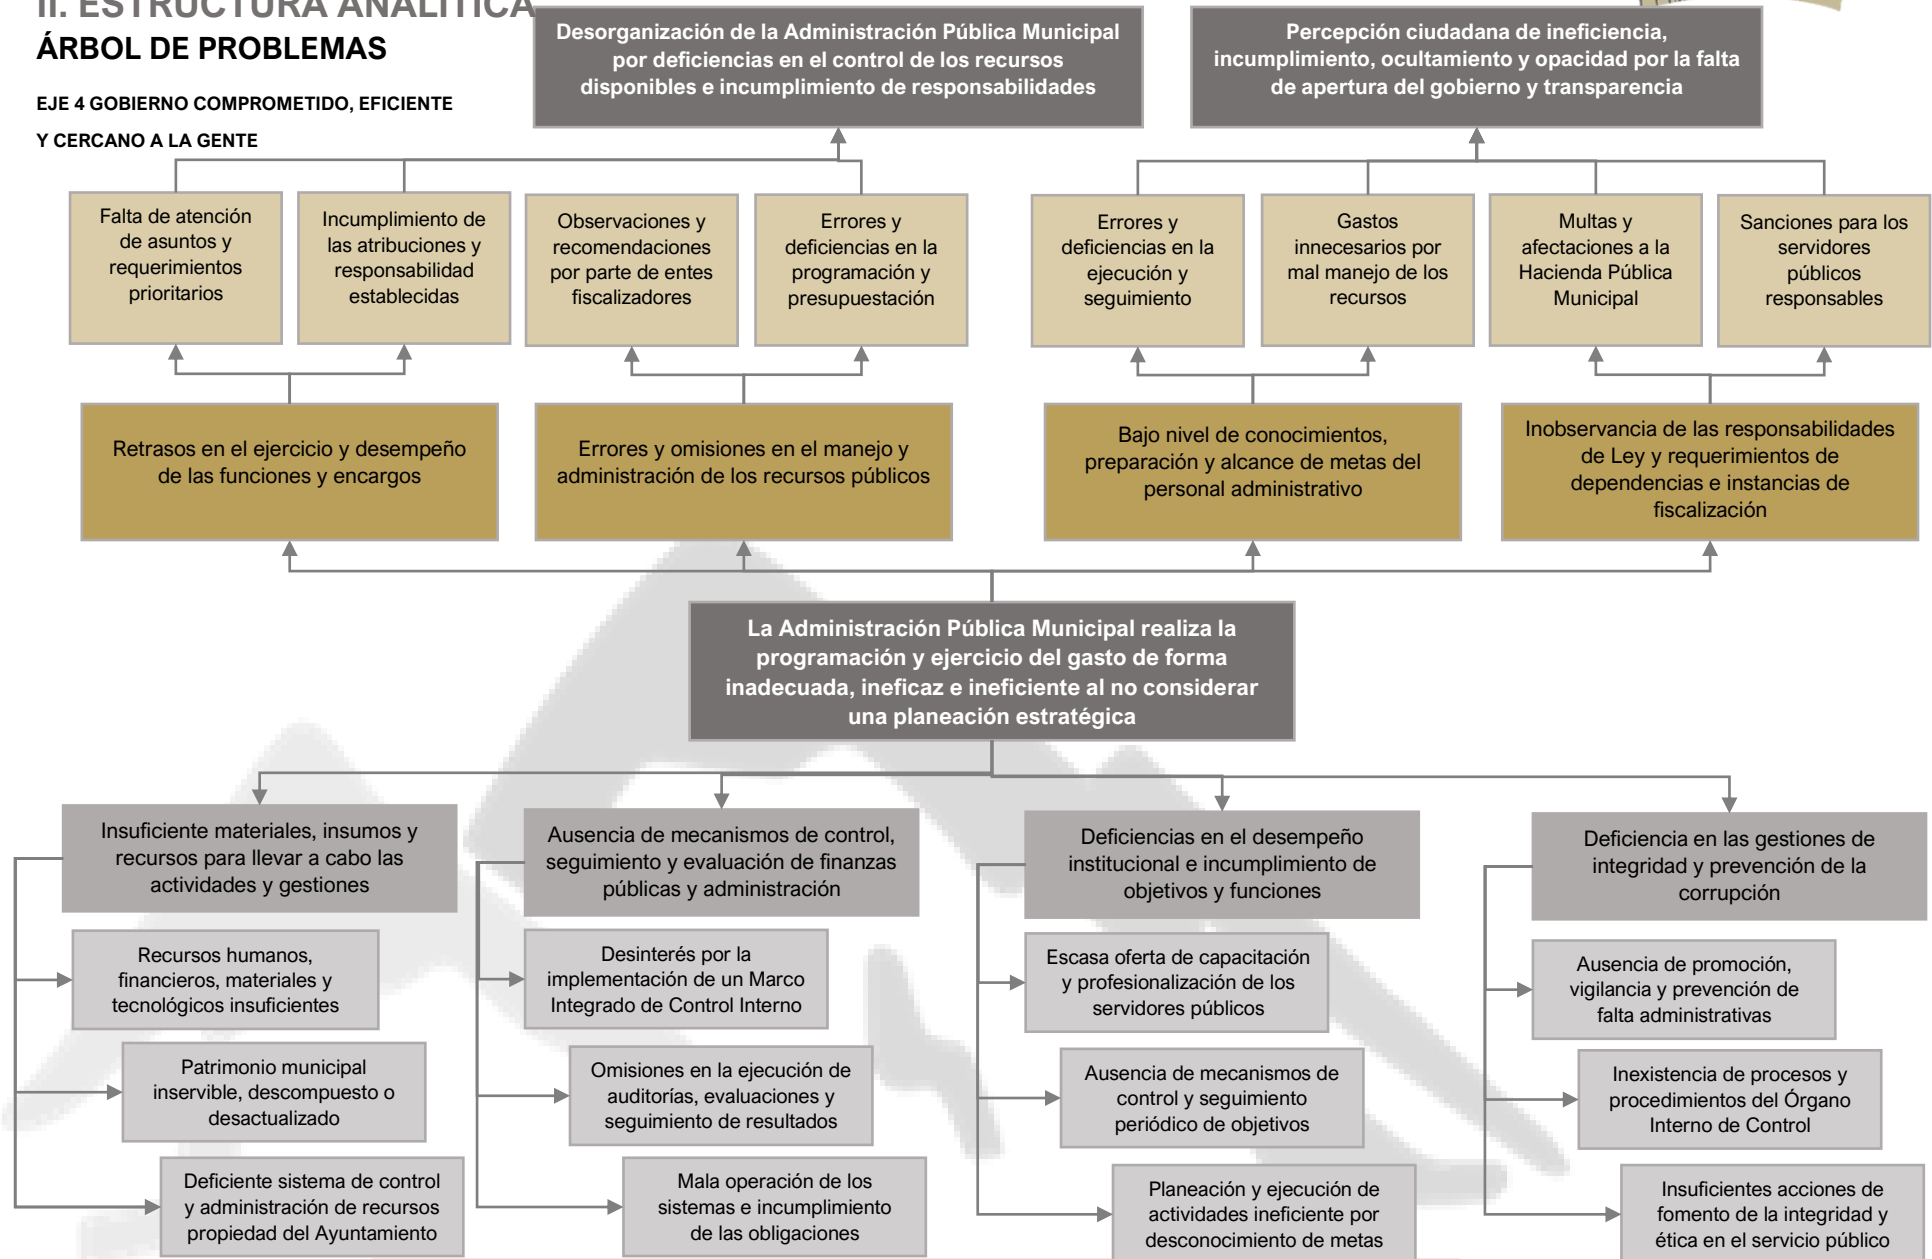 II. ESTRUCTURA ANALÍTICA
ÁRBOL DE PROBLEMAS
EJE 4 GOBIERNO COMPROMETIDO, EFICIENTE
Y CERCANO A LA GENTE
Desorganización de la Administración Pública Municipal
por deficiencias en el control de los recursos
disponibles e incumplimiento de responsabilidades
Percepción ciudadana de ineficiencia,
incumplimiento, ocultamiento y opacidad por la falta
de apertura del gobierno y transparencia
Falta de atención
de asuntos y
requerimientos
prioritarios
Incumplimiento de
las atribuciones y
responsabilidad
establecidas
Observaciones y
recomendaciones
por parte de entes
fiscalizadores
Errores y
deficiencias en la
programación y
presupuestación
Errores y
deficiencias en la
ejecución y
seguimiento
Gastos
innecesarios por
mal manejo de los
recursos
Multas y
afectaciones a la
Hacienda Pública
Municipal
Sanciones para los
servidores
públicos
responsables
Retrasos en el ejercicio y desempeño
de las funciones y encargos
Errores y omisiones en el manejo y
administración de los recursos públicos
Bajo nivel de conocimientos,
preparación y alcance de metas del
personal administrativo
Inobservancia de las responsabilidades
de Ley y requerimientos de
dependencias e instancias de
fiscalización
La Administración Pública Municipal realiza la
programación y ejercicio del gasto de forma
inadecuada, ineficaz e ineficiente al no considerar
una planeación estratégica
Insuficiente materiales, insumos y
recursos para llevar a cabo las
actividades y gestiones
Ausencia de mecanismos de control,
seguimiento y evaluación de finanzas
públicas y administración
Deficiencias en el desempeño
institucional e incumplimiento de
objetivos y funciones
Deficiencia en las gestiones de
integridad y prevención de la
corrupción
Recursos humanos,
financieros, materiales y
tecnológicos insuficientes
Desinterés por la
implementación de un Marco
Integrado de Control Interno
Escasa oferta de capacitación
y profesionalización de los
servidores públicos
Ausencia de promoción,
vigilancia y prevención de
falta administrativas
Patrimonio municipal
inservible, descompuesto o
desactualizado
Omisiones en la ejecución de
auditorías, evaluaciones y
seguimiento de resultados
Ausencia de mecanismos de
control y seguimiento
periódico de objetivos
Inexistencia de procesos y
procedimientos del Órgano
Interno de Control
Deficiente sistema de control
y administración de recursos
propiedad del Ayuntamiento
Mala operación de los
sistemas e incumplimiento
de las obligaciones
Planeación y ejecución de
actividades ineficiente por
desconocimiento de metas
Insuficientes acciones de
fomento de la integridad y
ética en el servicio público